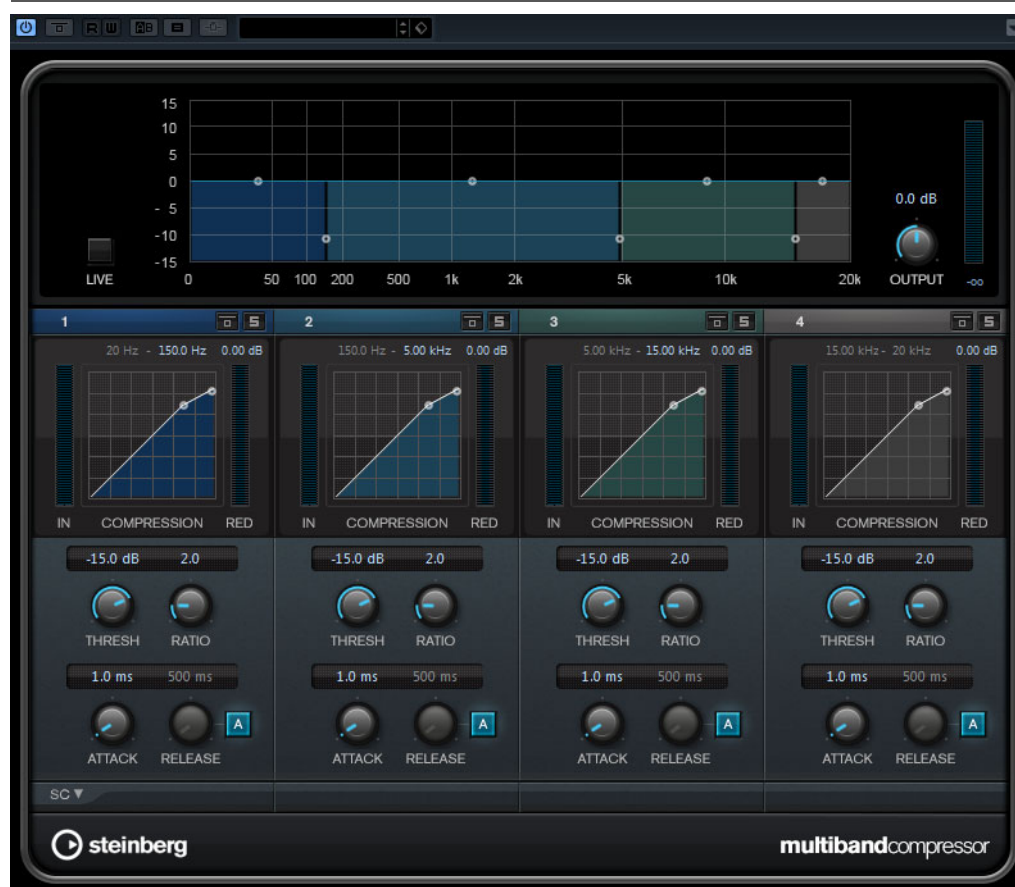 R W AB
15
10
5
0
- 5
-10
-15
0 50 100 200 500 1k 2k 5k 10k 20k
LIVE
0.0 dB
OUTPUT
-∞
1 S 2 S 3 S 4 S
20 Hz - 150.0 Hz 0.00 dB 150.0 Hz - 5.00 kHz 0.00 dB 5.00 kHz - 15.00 kHz 0.00 dB 15.00 kHz - 20 kHz 0.00 dB
IN COMPRESSION RED IN COMPRESSION RED IN COMPRESSION RED IN COMPRESSION RED
-15.0 dB 2.0 -15.0 dB 2.0 -15.0 dB 2.0 -15.0 dB 2.0
THRESH RATIO THRESH RATIO THRESH RATIO THRESH RATIO
1.0 ms 500 ms 1.0 ms 500 ms 1.0 ms 500 ms 1.0 ms 500 ms
A A A A
ATTACK RELEASE ATTACK RELEASE ATTACK RELEASE ATTACK RELEASE
SC ▼
steinberg multibandcompressor